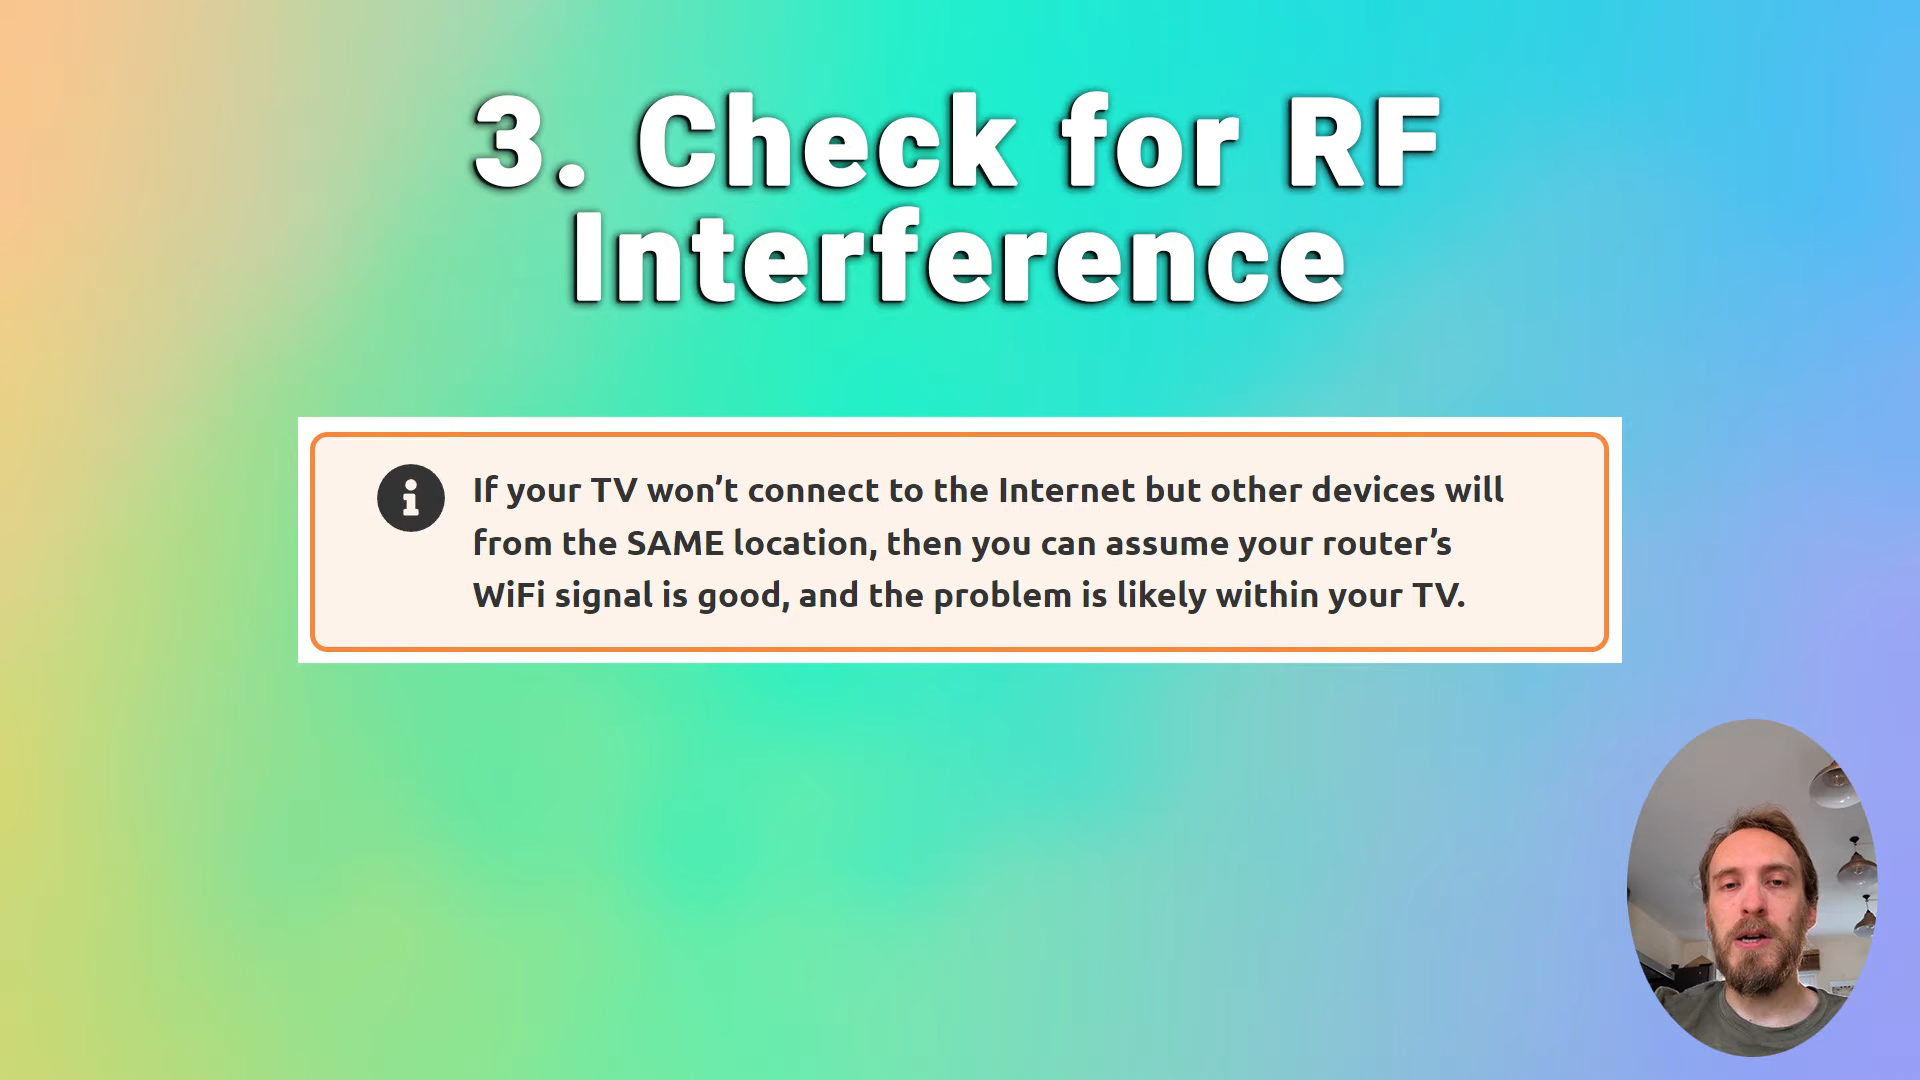 3. Check for RF
Interference
If your TV won’t connect to the Internet but other devices will
from the SAME location, then you can assume your router’s
WiFi signal is good, and the problem is likely within your TV.